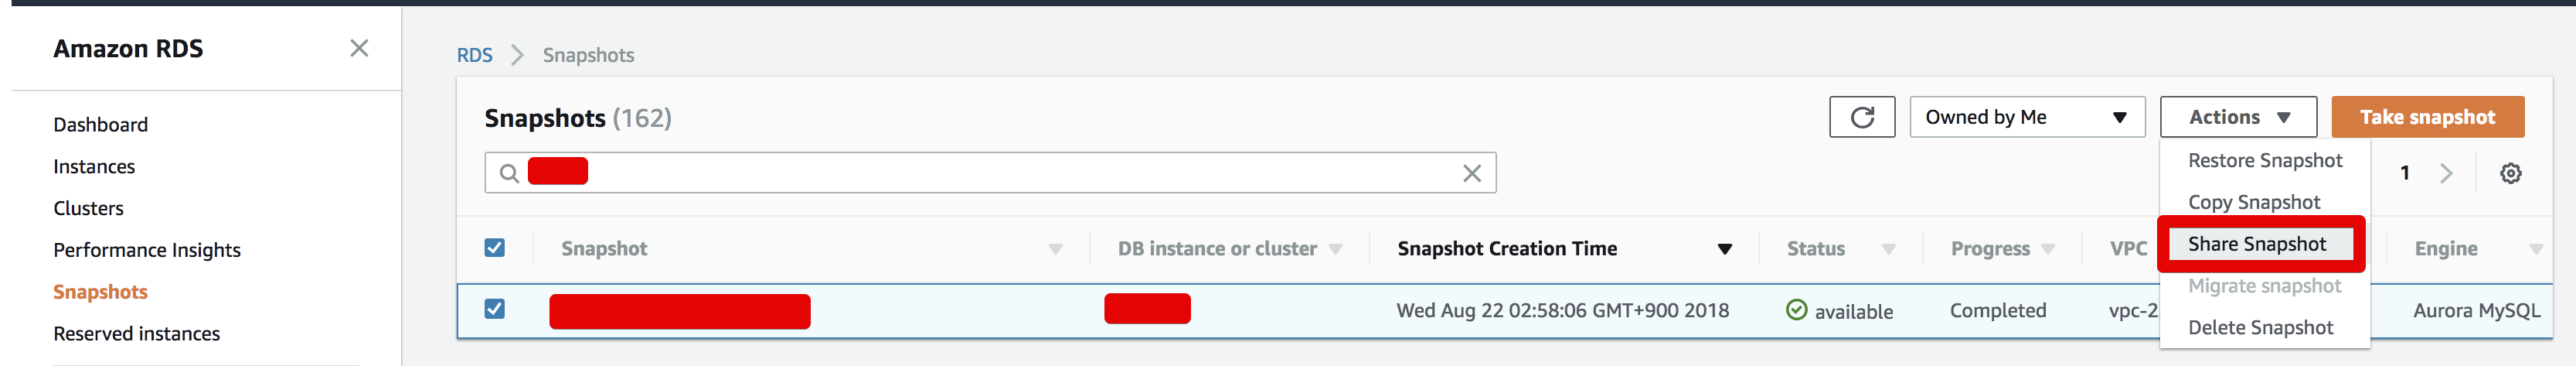 Amazon RDS
Dashboard
Instances
Clusters
Performance Insights
Snapshots
Reserved instances
RDS Snapshots
Snapshots (162)
Owned by Me
Actions
Take snapshot
Restore Snapshot
Copy Snapshot
Share Snapshot
Migrate snapshot
Delete Snapshot
1
Snapshot DB instance or cluster Snapshot Creation Time Status Progress VPC Engine
Wed Aug 22 02:58:06 GMT+900 2018 available Completed vpc-2 Aurora MySQL